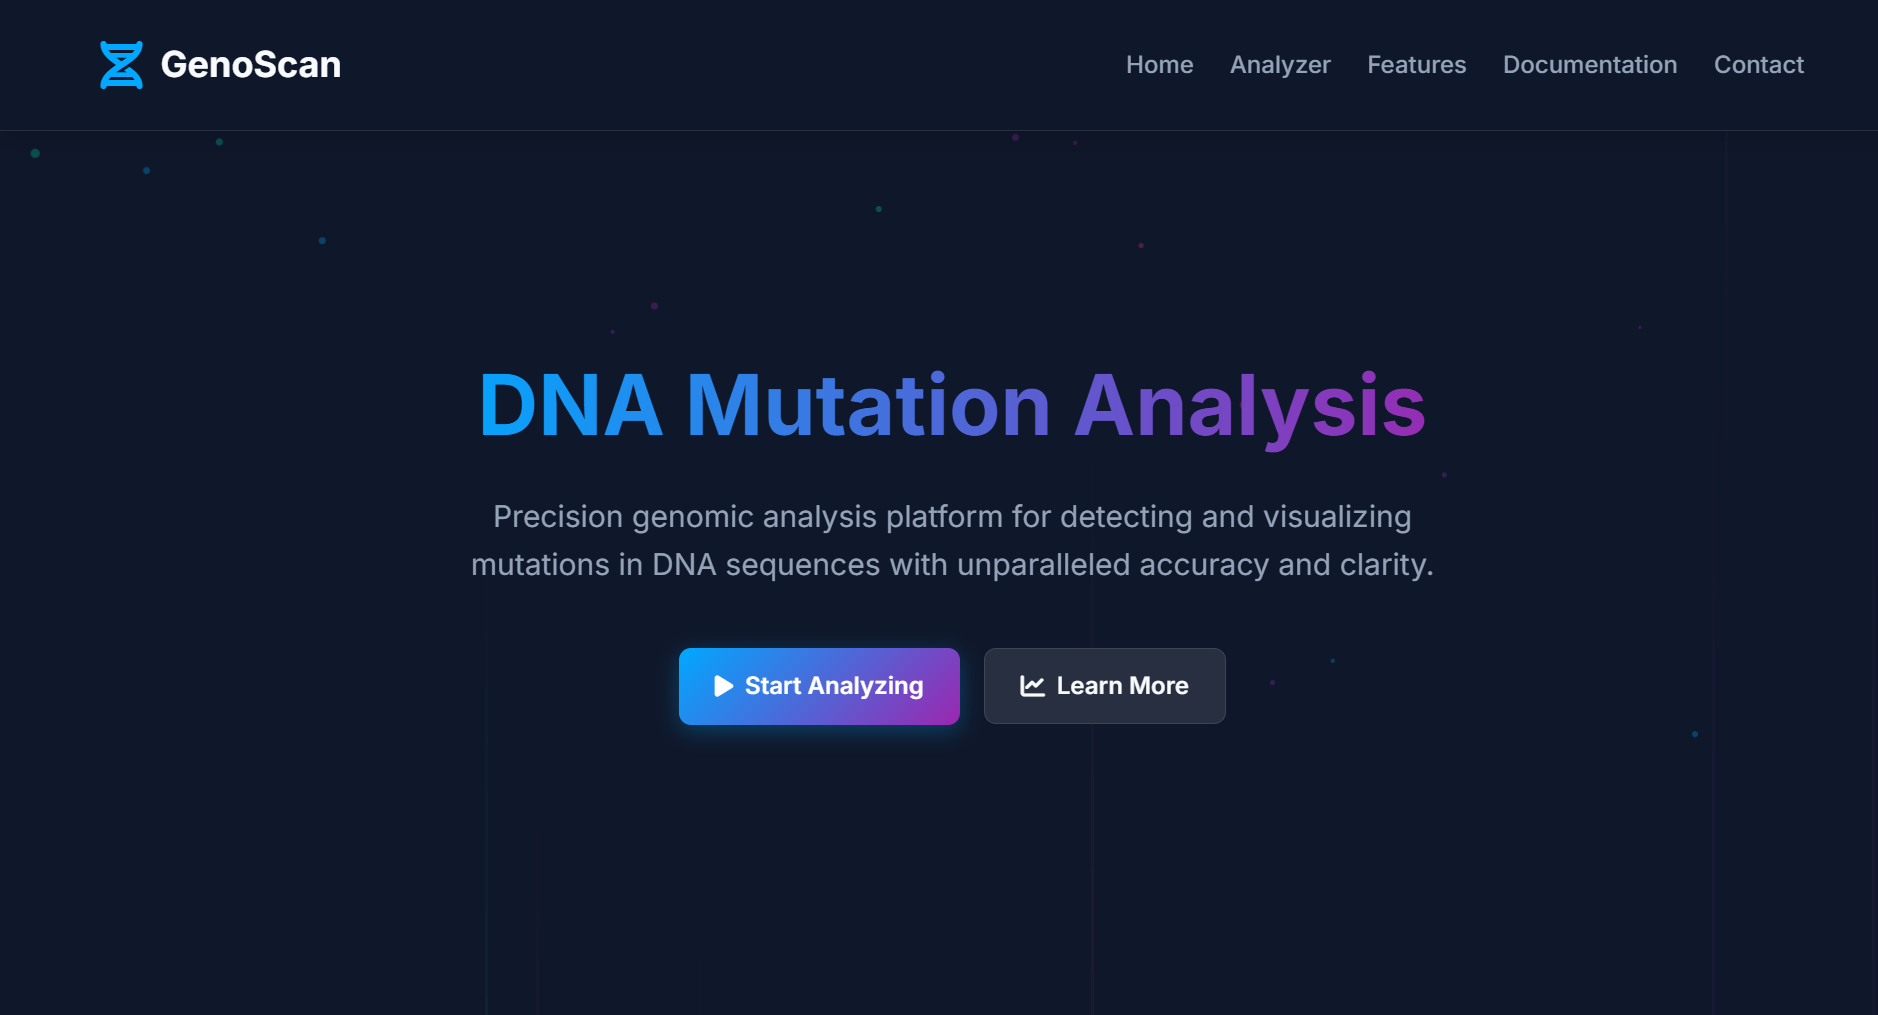 GenoScan
Home Analyzer Features Documentation Contact
DNA Mutation Analysis
Precision genomic analysis platform for detecting and visualizing
mutations in DNA sequences with unparalleled accuracy and clarity.
Start Analyzing
Learn More